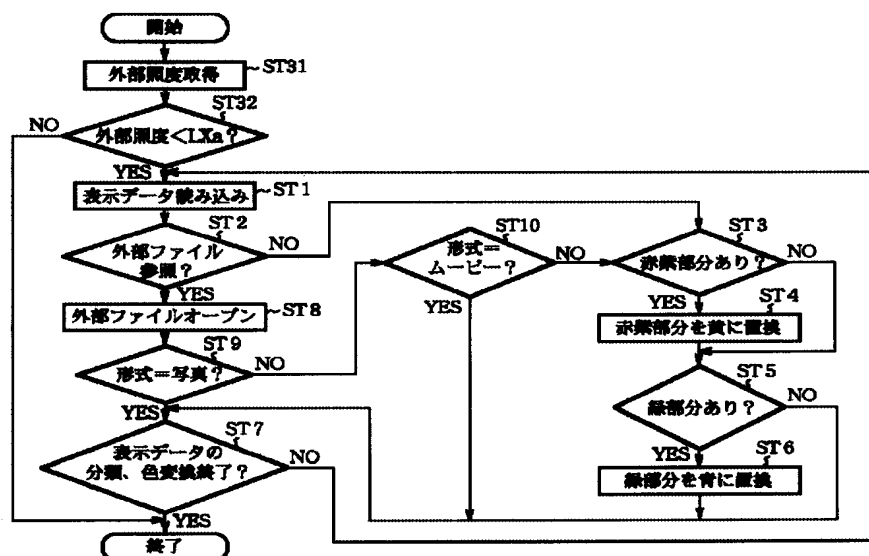 開始
外部照度取得
ST31
ST32
NO
外部照度<LXa?
YES
表示データ読み込み
ST1
ST2
外部ファイル
参照?
NO
YES
外部ファイルオープン
ST8
ST9
形式=写真?
NO
YES
ST7
表示データの
分類、色変換終了?
NO
YES
終了
ST10
形式=
ムービー?
NO
YES
ST3
赤紫部分あり?
NO
YES
ST4
赤紫部分を黄に置換
ST5
緑部分あり?
NO
YES
ST6
緑部分を青に置換